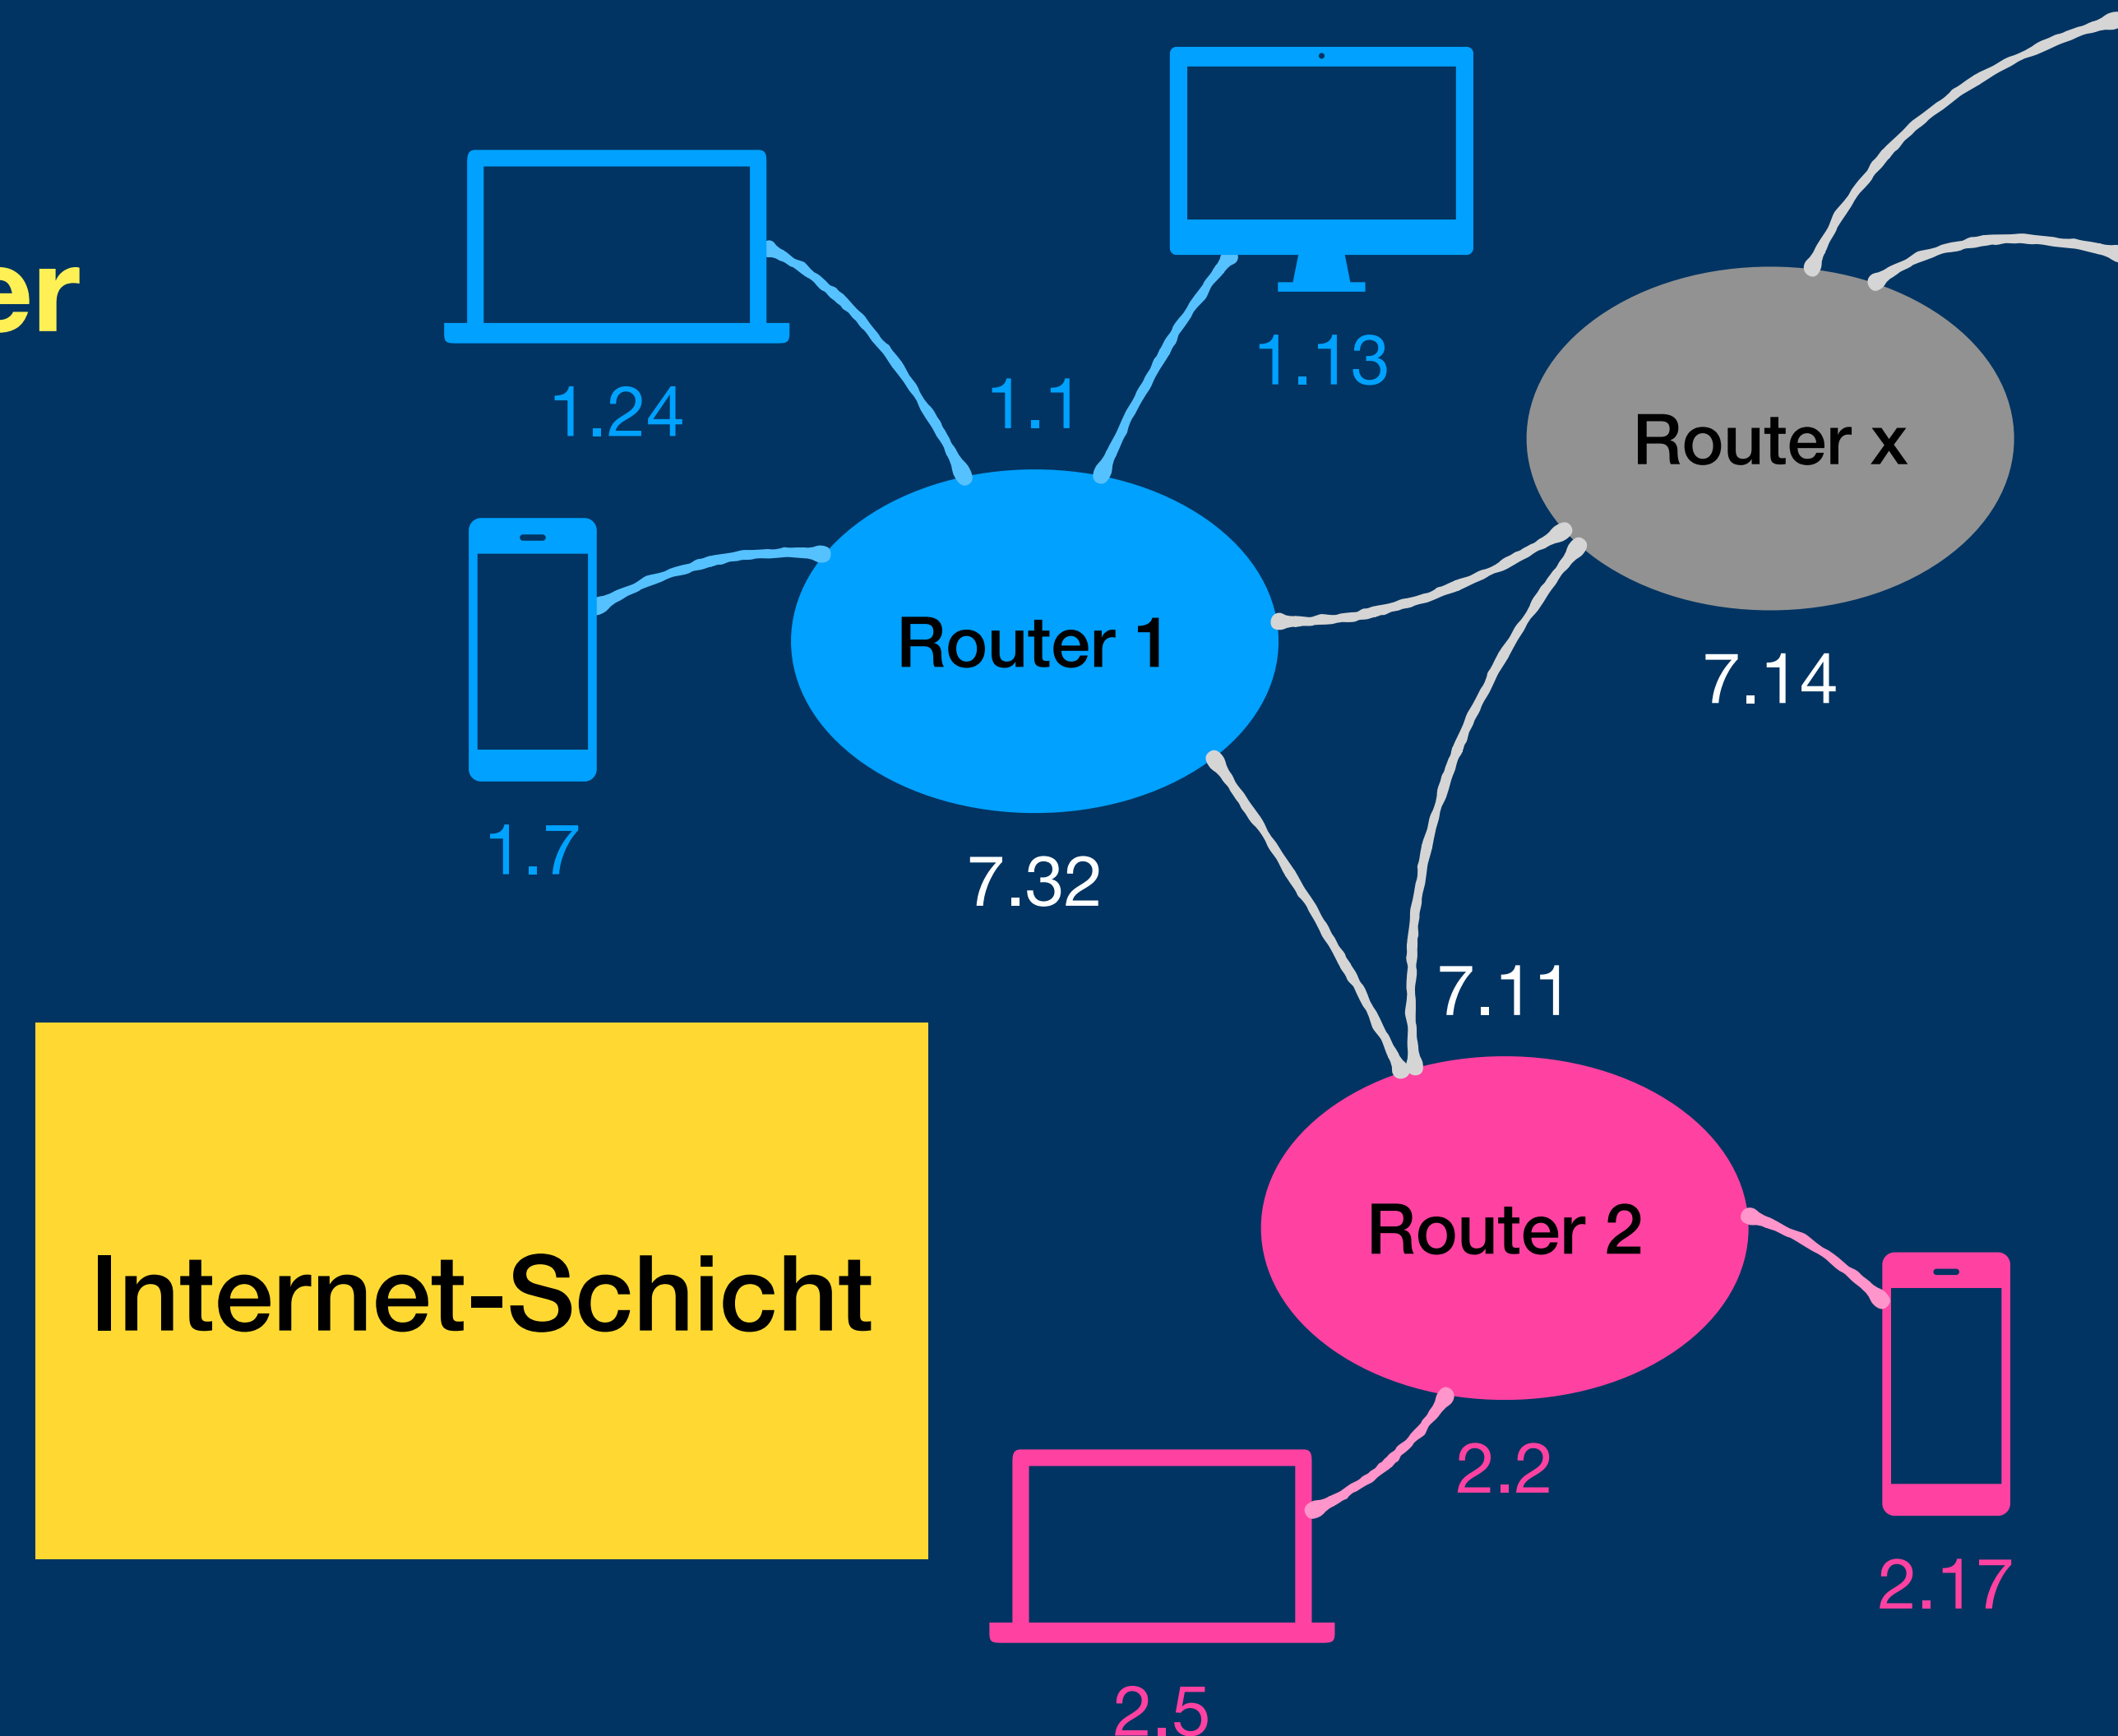 er
1.24
1.1
1.13
Router x
Router 1
7.14
1.7
7.32
7.11
Router 2
Internet-Schicht
2.2
2.17
2.5